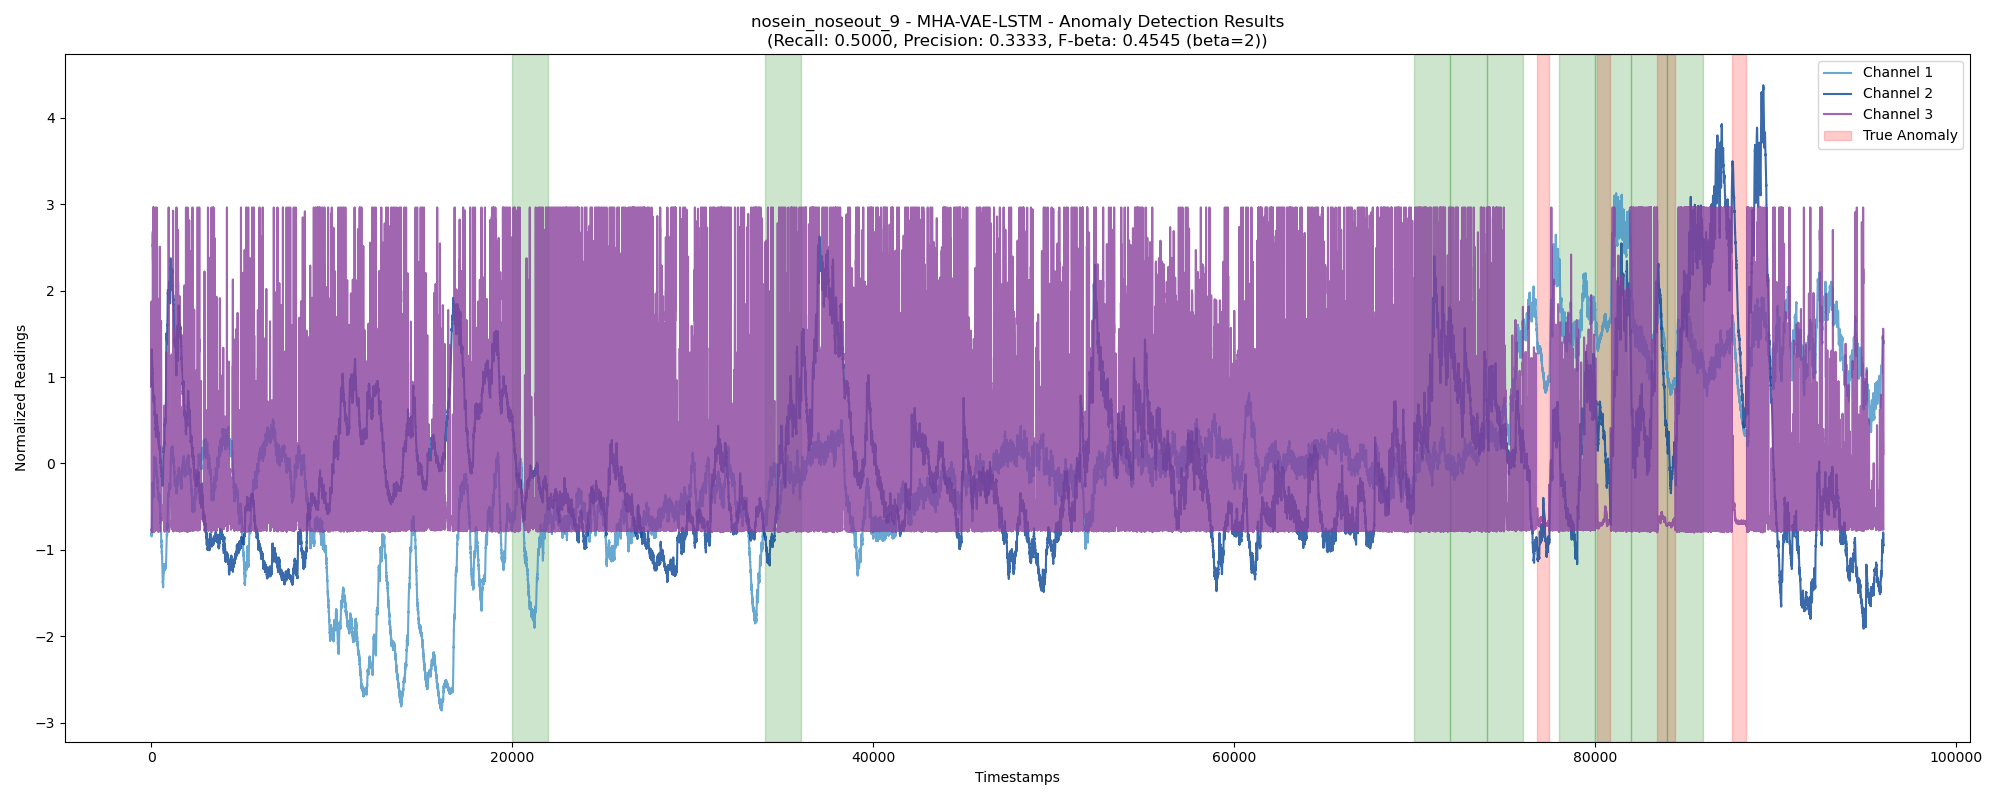 nosein_noseout_9 - MHA-VAE-LSTM - Anomaly Detection Results
(Recall: 0.5000, Precision: 0.3333, F-beta: 0.4545 (beta=2))
Channel 1
Channel 2
Channel 3
True Anomaly
Normalized Readings
4
3
2
1
0
−1
−2
−3
0
20000
40000
60000
80000
100000
Timestamps